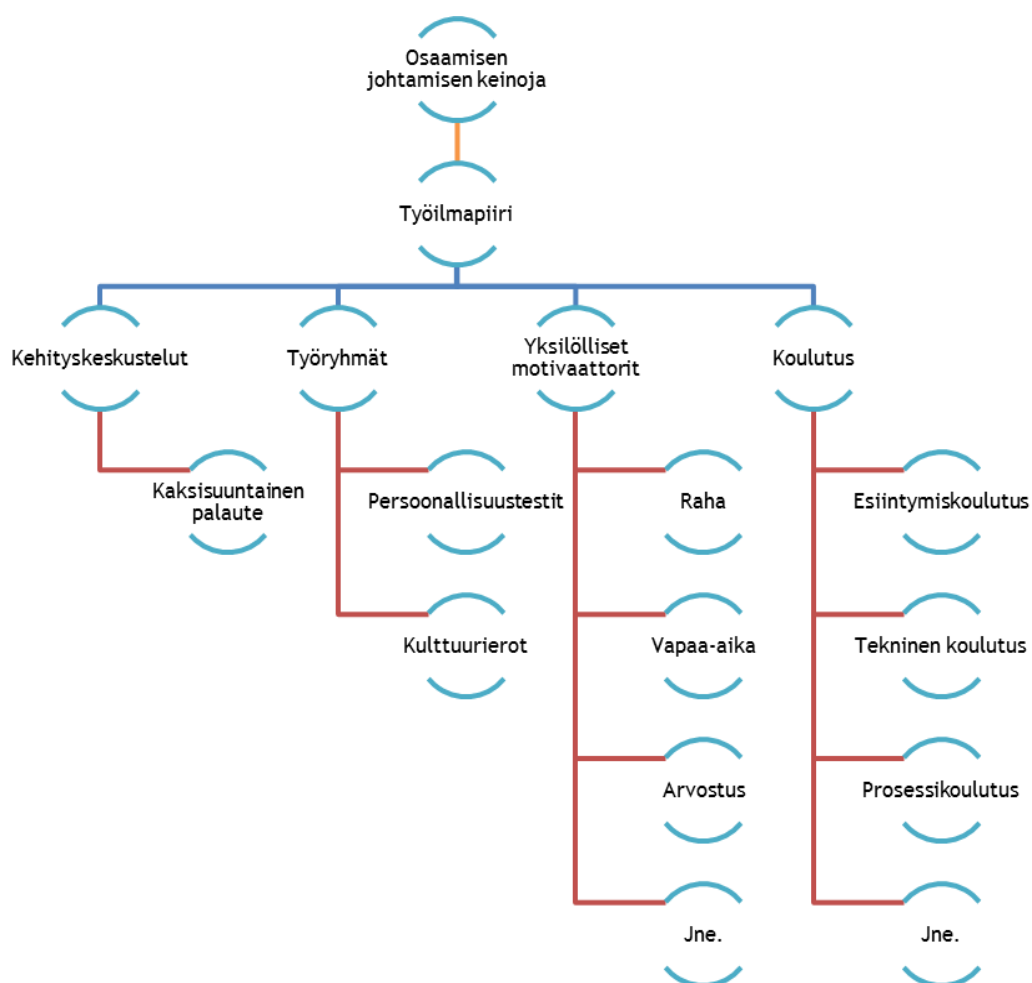 Osaamisen
johtamisen keinoja
Työilmapiiri
Kehityskeskustelut
Työryhmät
Yksilölliset
motivaattorit
Koulutus
Kaksisuuntainen
palaute
Persoonallisuustestit
Raha
Esiintymiskoulutus
Kulttuurierot
Vapaa-aika
Tekninen koulutus
Arvostus
Prosessikoulutus
Jne.
Jne.